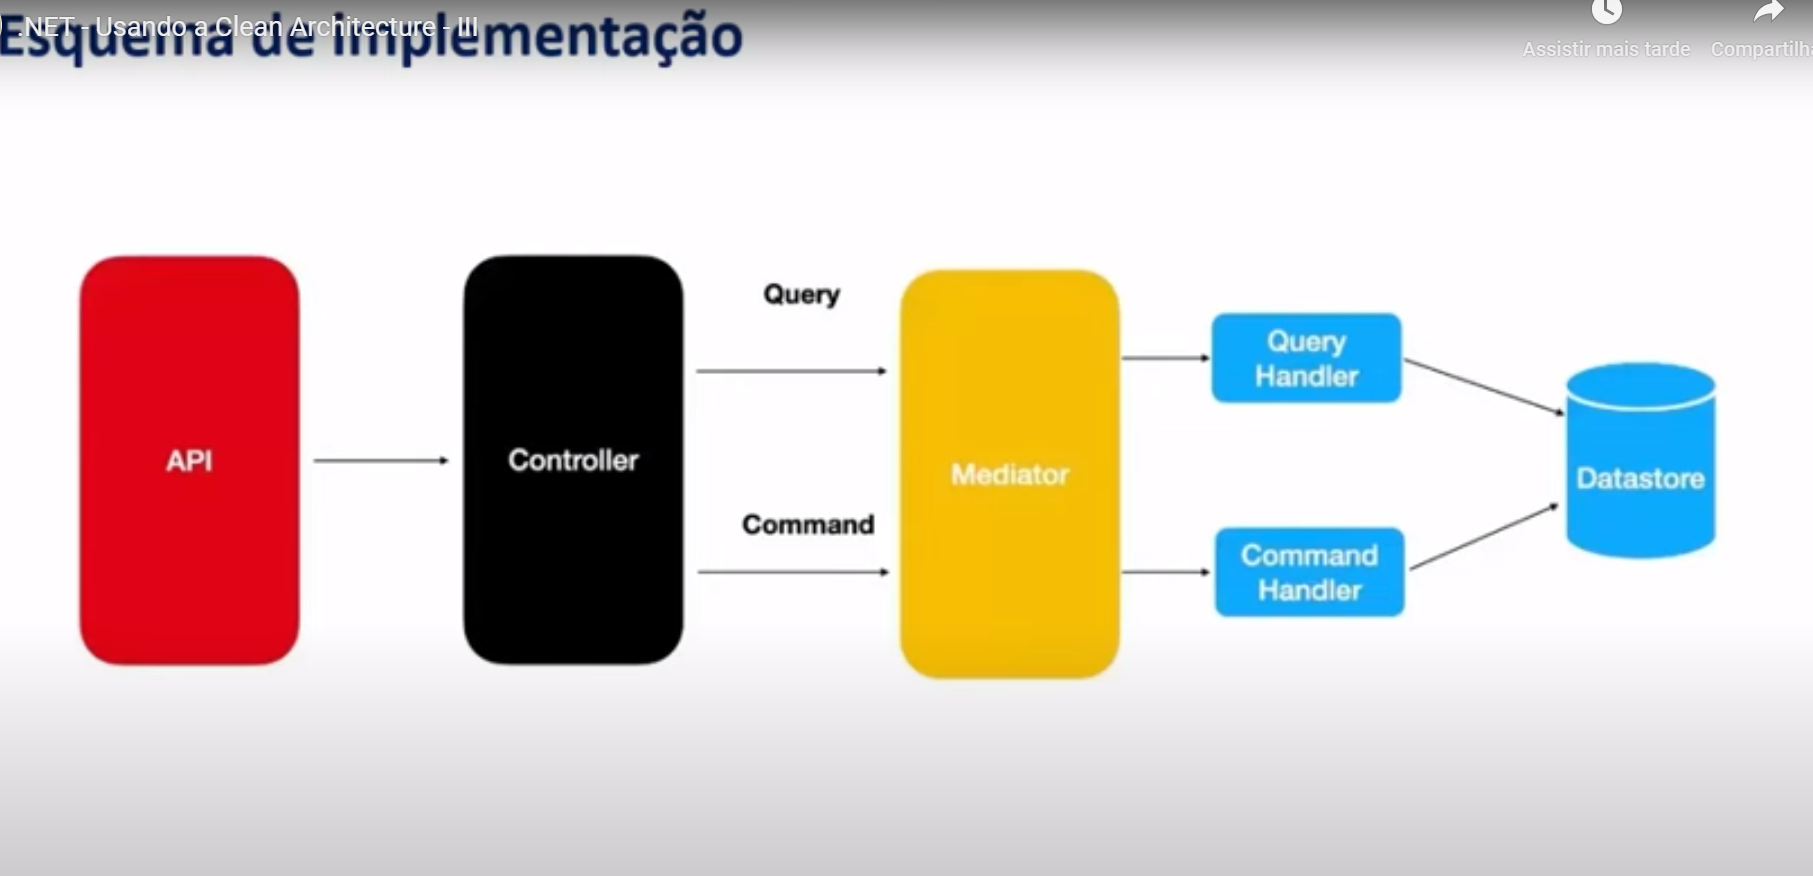 .NET - Usando a Clean Architecture - III
Esquema de implementação
Assistir mais tarde
Compartilha
Query
Query
Handler
API
Controller
Mediator
Datastore
Command
Command
Handler